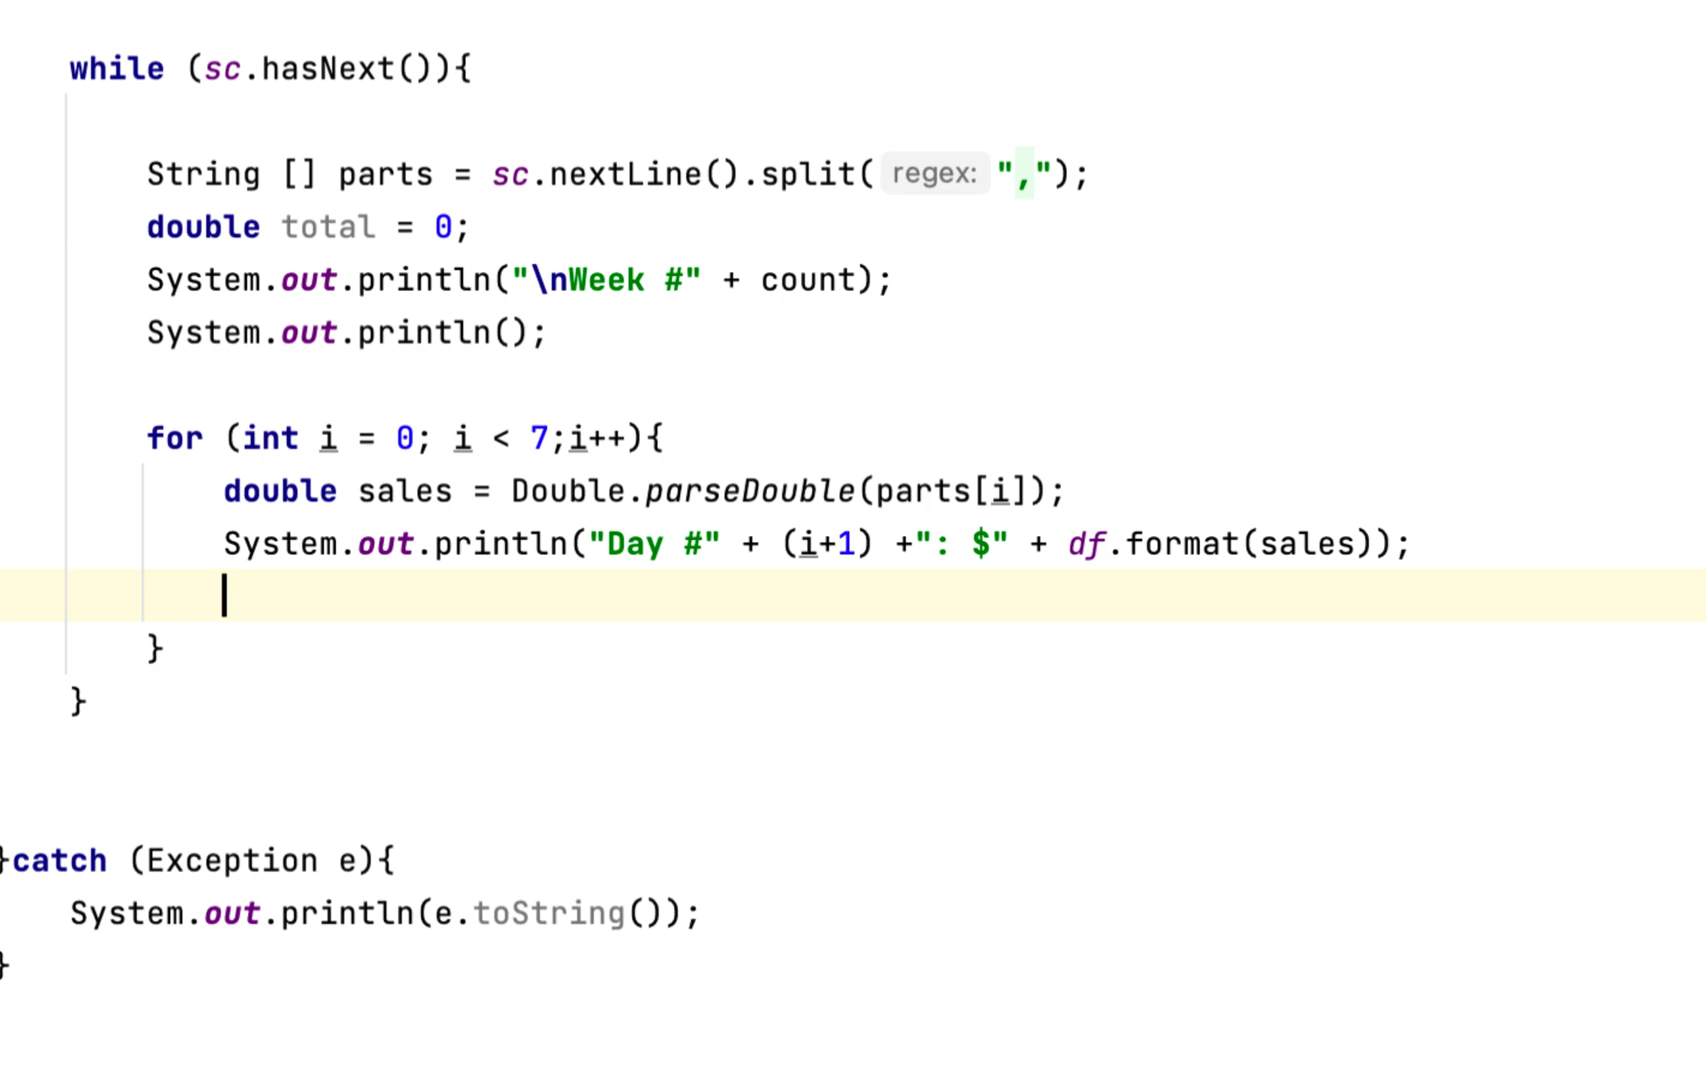 while (sc.hasNext()){
String [] parts = sc.nextLine().split( regex: ",");
double total = 0;
System.out.println("\nWeek #" + count);
System.out.println();
for (int i = 0; i < 7;i++){
double sales = Double.parseDouble(parts[i]);
System.out.println("Day #" + (i+1) +": $" + df.format(sales));
}
}
}catch (Exception e){
System.out.println(e.toString());
}